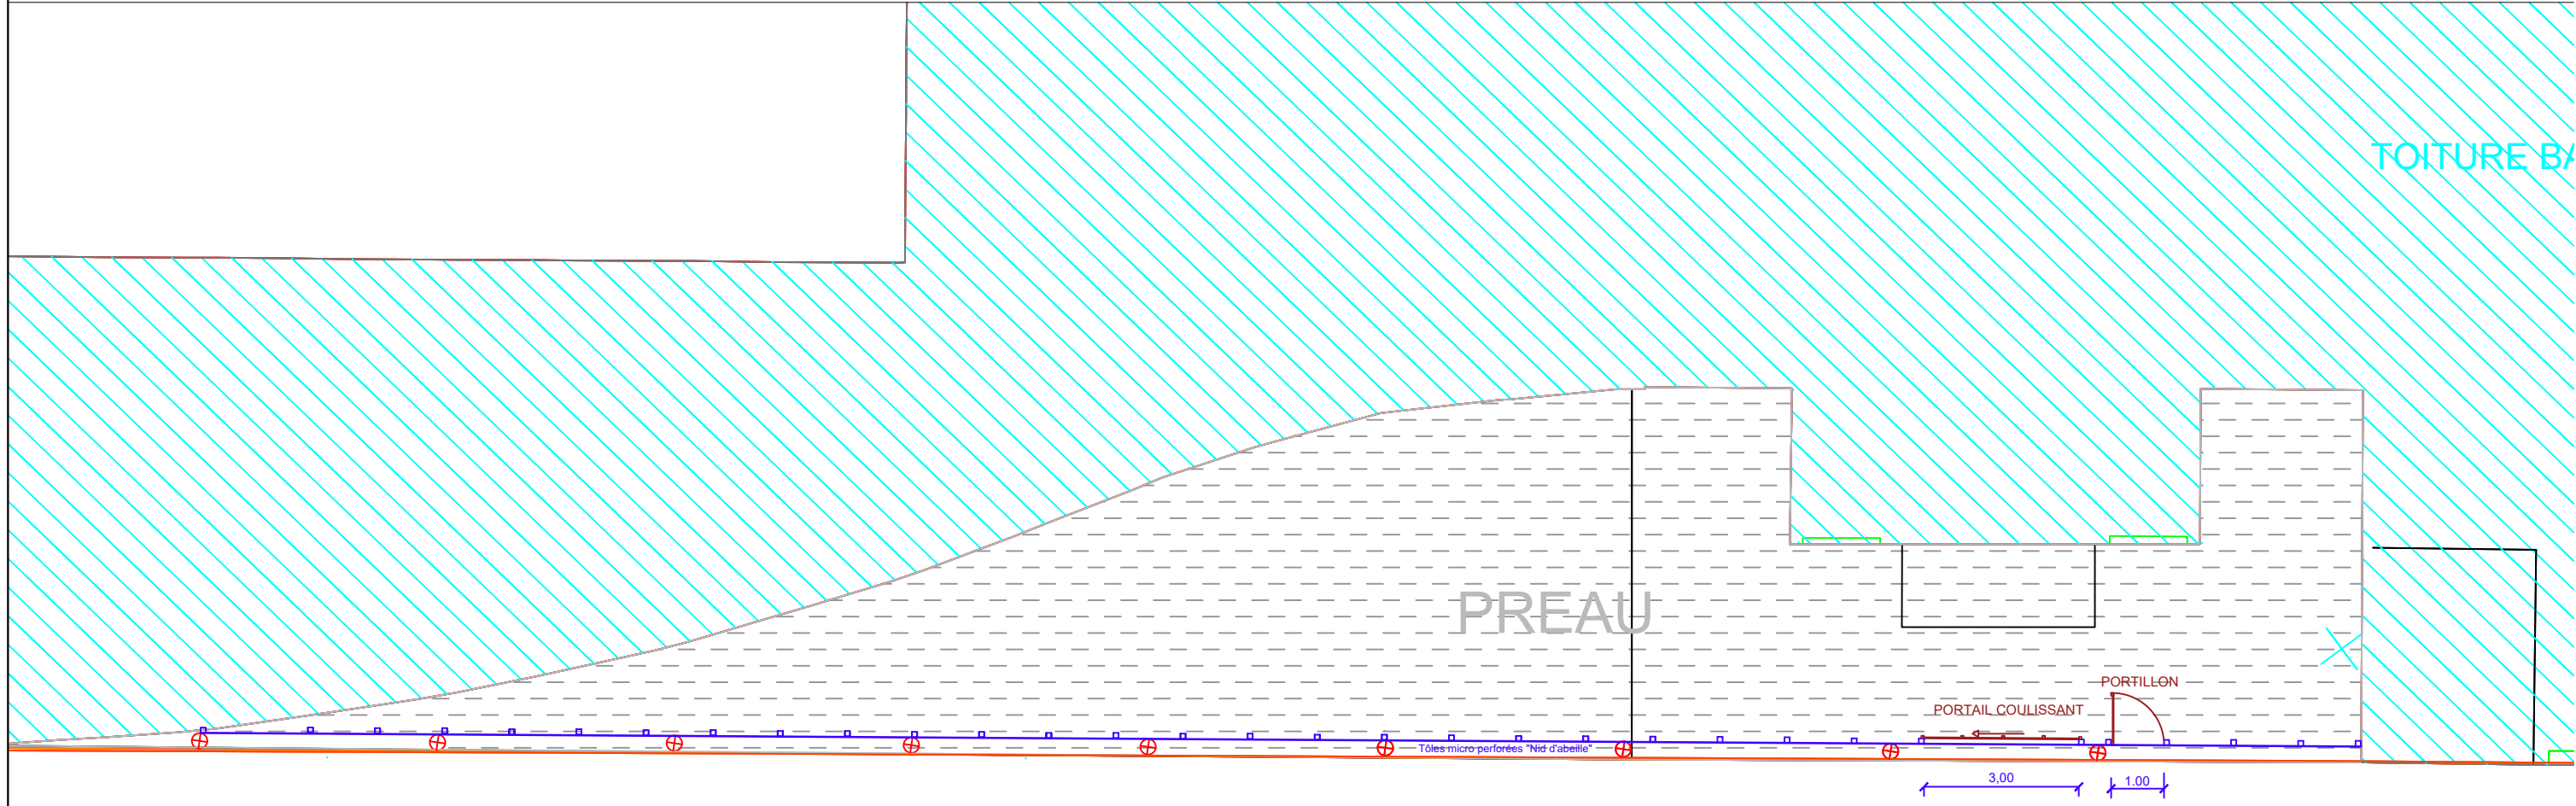 TOITURE BA
PREAU
PORTILLON
PORTAIL COULISSANT
Tôles micro perforées "Nid d'abeille"
3,00
1.00